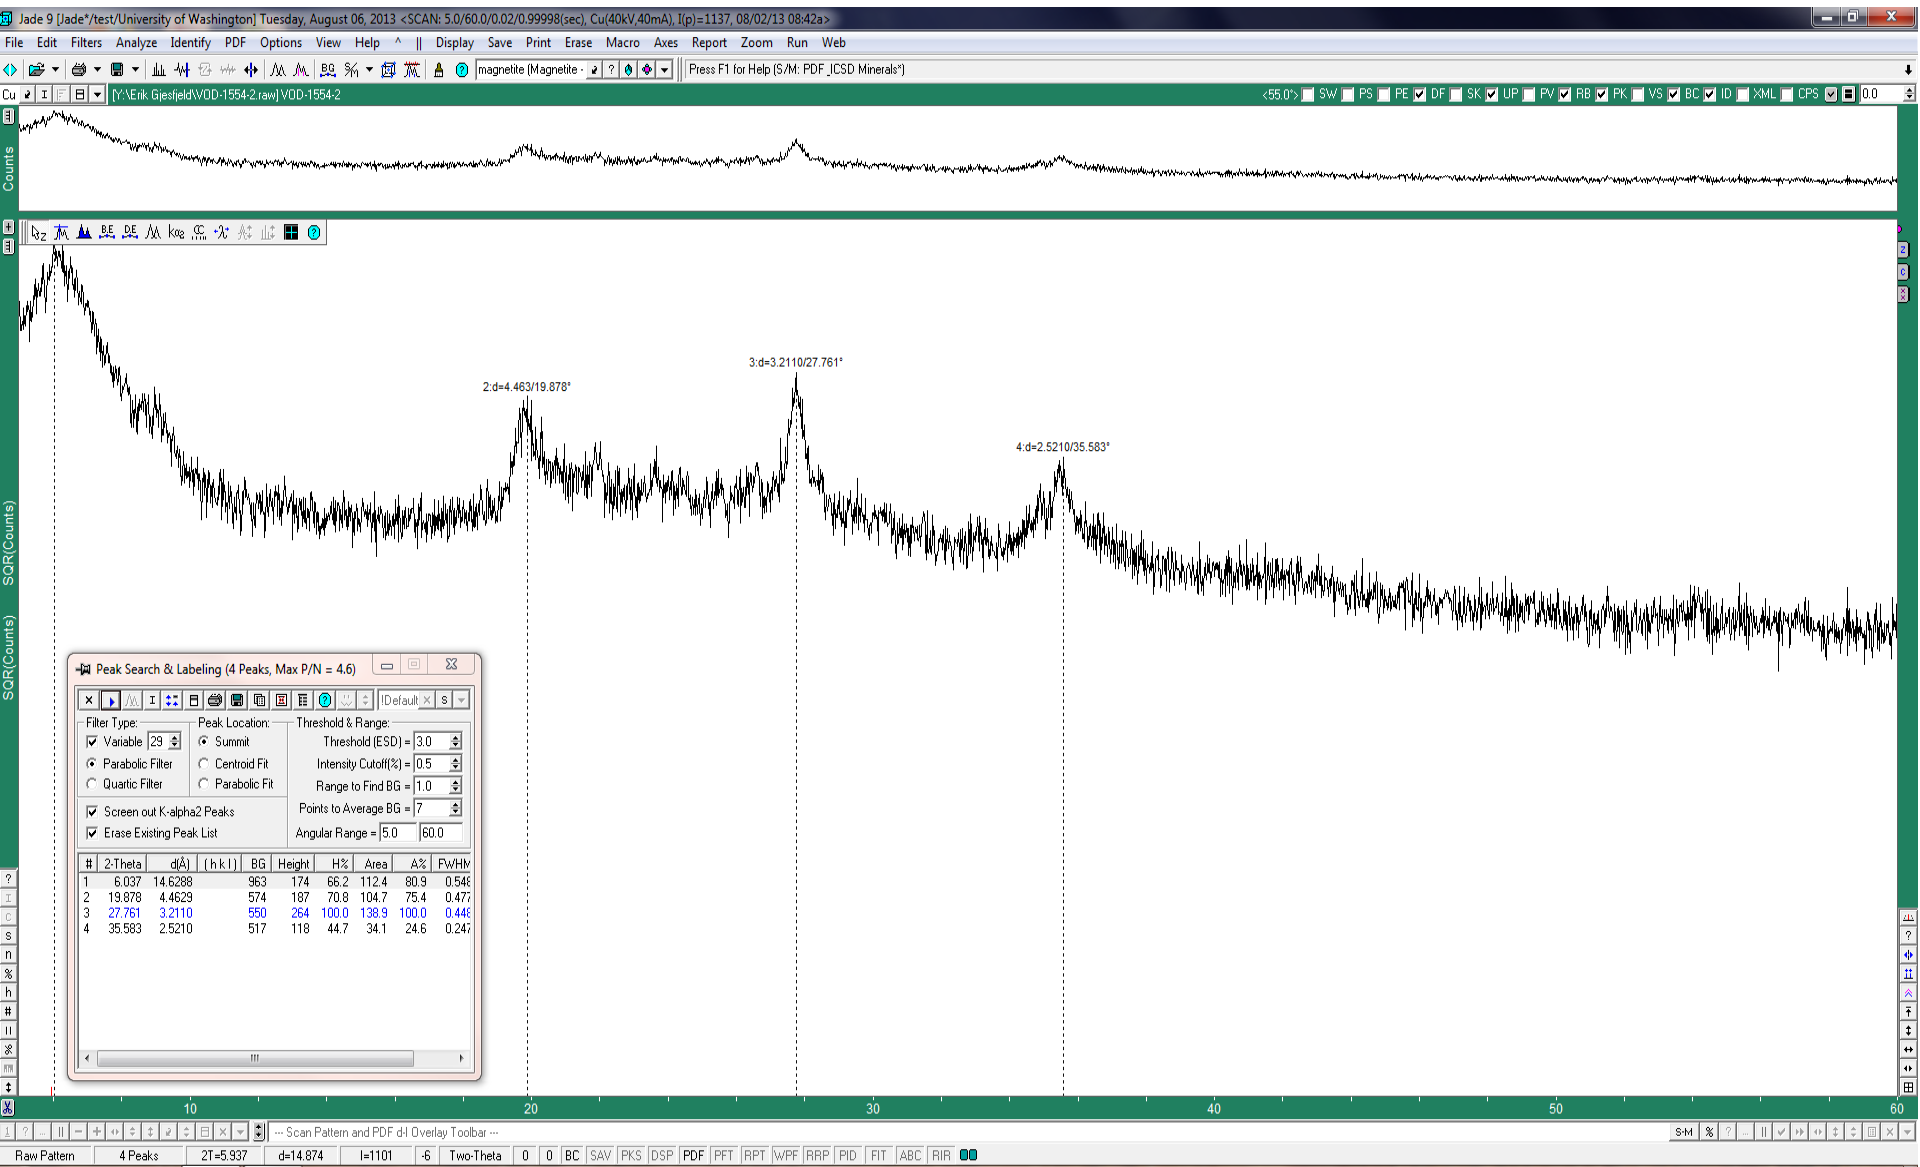 Jade 9 [Jade*/test/University of Washington] Tuesday, August 06, 2013 <SCAN: 5.0/60.0/0.02/0.99998(sec), Cu(40kV,40mA), I(p)=1137, 08/02/13 08:42a>
File Edit Filters Analyze Identify PDF Options View Help ^ || Display Save Print Erase Macro Axes Report Zoom Run Web
BG magnetite (Magnetite - ? Press F1 for Help (S/M: PDF_ICSD Minerals*)
Cu I [Y:\Erik Gjesfjeld\VOD-1554-2.raw] VOD-1554-2 <55.0°> SW PS PE DF SK UP PV RB PK VS BC ID XML CPS 0.0
Counts
Z B.E D.E kα2
SQR(Counts)
SQR(Counts)
3:d=3.2110/27.761°
2:d=4.463/19.878°
4:d=2.5210/35.583°
Peak Search & Labeling (4 Peaks, Max P/N = 4.6)
!Default × S
Filter Type: Peak Location: Threshold & Range:
Variable 29 Summit Threshold (ESD) = 3.0
Parabolic Filter Centroid Fit Intensity Cutoff(%) = 0.5
Quartic Filter Parabolic Fit Range to Find BG = 1.0
Screen out K-alpha2 Peaks Points to Average BG = 7
Erase Existing Peak List Angular Range = 5.0 60.0
# 2-Theta d(Å) (h k l) BG Height H% Area A% FWHM
1 6.037 14.6288 963 174 66.2 112.4 80.9 0.548
2 19.878 4.4629 574 187 70.8 104.7 75.4 0.477
3 27.761 3.2110 550 264 100.0 138.9 100.0 0.448
4 35.583 2.5210 517 118 44.7 34.1 24.6 0.247
10 20 30 40 50 60
--- Scan Pattern and PDF d-I Overlay Toolbar --- S-M %
Raw Pattern 4 Peaks 2T=5.937 d=14.874 I=1101 -6 Two-Theta 0 0 BC SAV PKS DSP PDF PFT RPT WPF RRP PID FIT ABC RIR